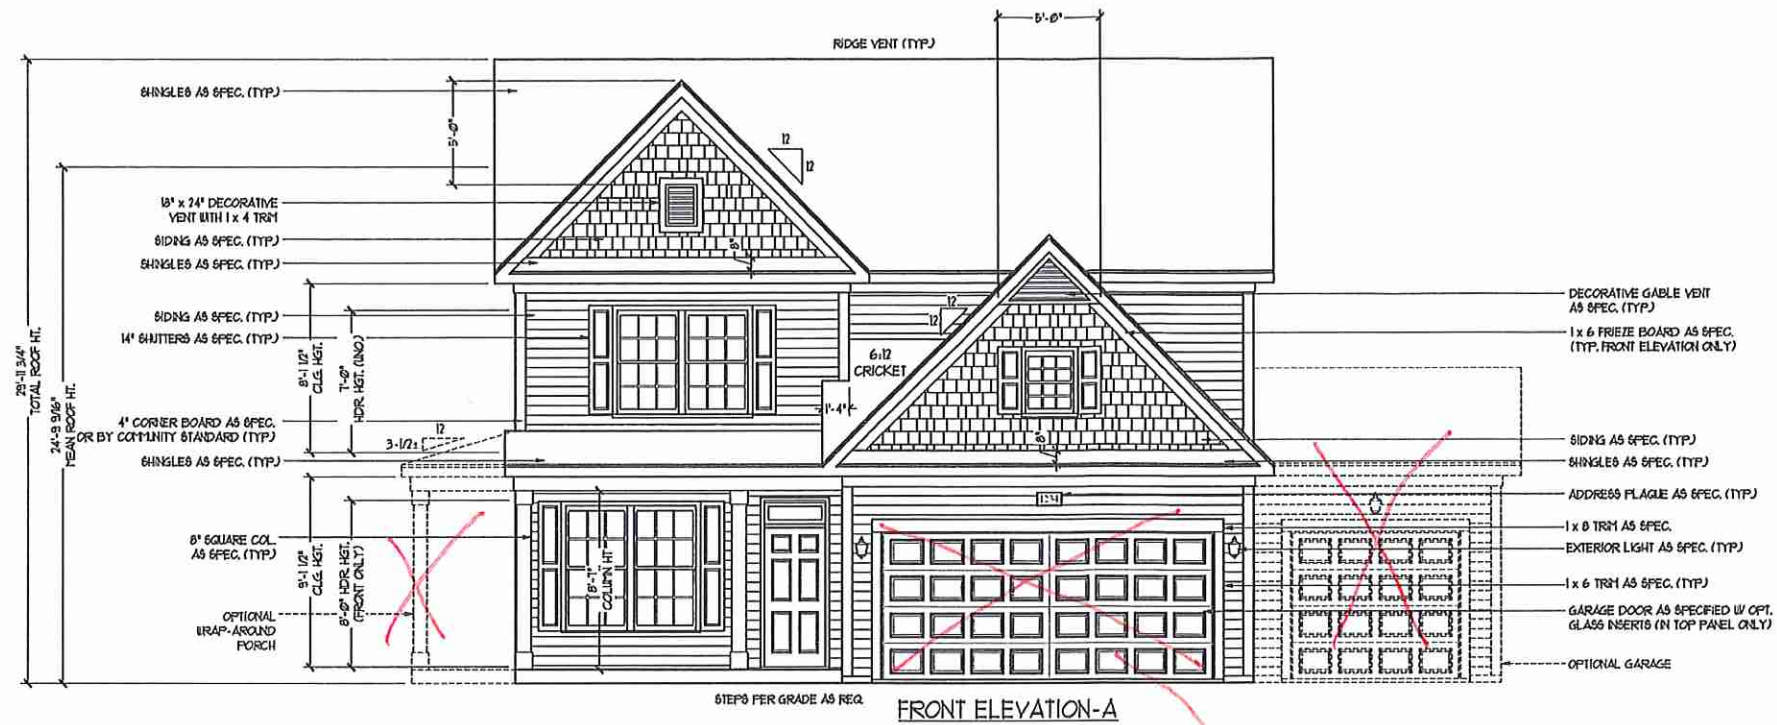 5'-0"
RIDGE VENT (TYP.)
SHINGLES AS SPEC. (TYP.)
5'-0"
12
12
18" x 24" DECORATIVE
VENT WITH 1 x 4 TRIM
SIDING AS SPEC. (TYP.)
SHINGLES AS SPEC. (TYP.)
8"
SIDING AS SPEC. (TYP.)
14" SHUTTERS AS SPEC. (TYP.)
29'-11 3/4"
TOTAL ROOF HT.
24'-9 9/16"
MEAN ROOF HT.
8'-1 1/2"
CLG. HGT.
7'-0"
HDR. HGT. (UNO)
12
12
6:12
CRICKET
1'-4"
DECORATIVE GABLE VENT
AS SPEC. (TYP.)
1 x 6 FRIEZE BOARD AS SPEC.
(TYP. FRONT ELEVATION ONLY)
4" CORNER BOARD AS SPEC.
OR BY COMMUNITY STANDARD (TYP.)
12
3-1/2±
SHINGLES AS SPEC. (TYP.)
8"
SIDING AS SPEC. (TYP.)
SHINGLES AS SPEC. (TYP.)
1234
ADDRESS PLAQUE AS SPEC. (TYP.)
8" SQUARE COL.
AS SPEC. (TYP.)
9'-1 1/2"
CLG. HGT.
8'-0" HDR. HGT.
(FRONT ONLY)
8'-7"
COLUMN HT
1 x 8 TRIM AS SPEC.
EXTERIOR LIGHT AS SPEC. (TYP.)
1 x 6 TRIM AS SPEC. (TYP.)
GARAGE DOOR AS SPECIFIED W/ OPT.
GLASS INSERTS (IN TOP PANEL ONLY)
OPTIONAL
WRAP-AROUND
PORCH
OPTIONAL GARAGE
STEPS PER GRADE AS REQ.
FRONT ELEVATION-A